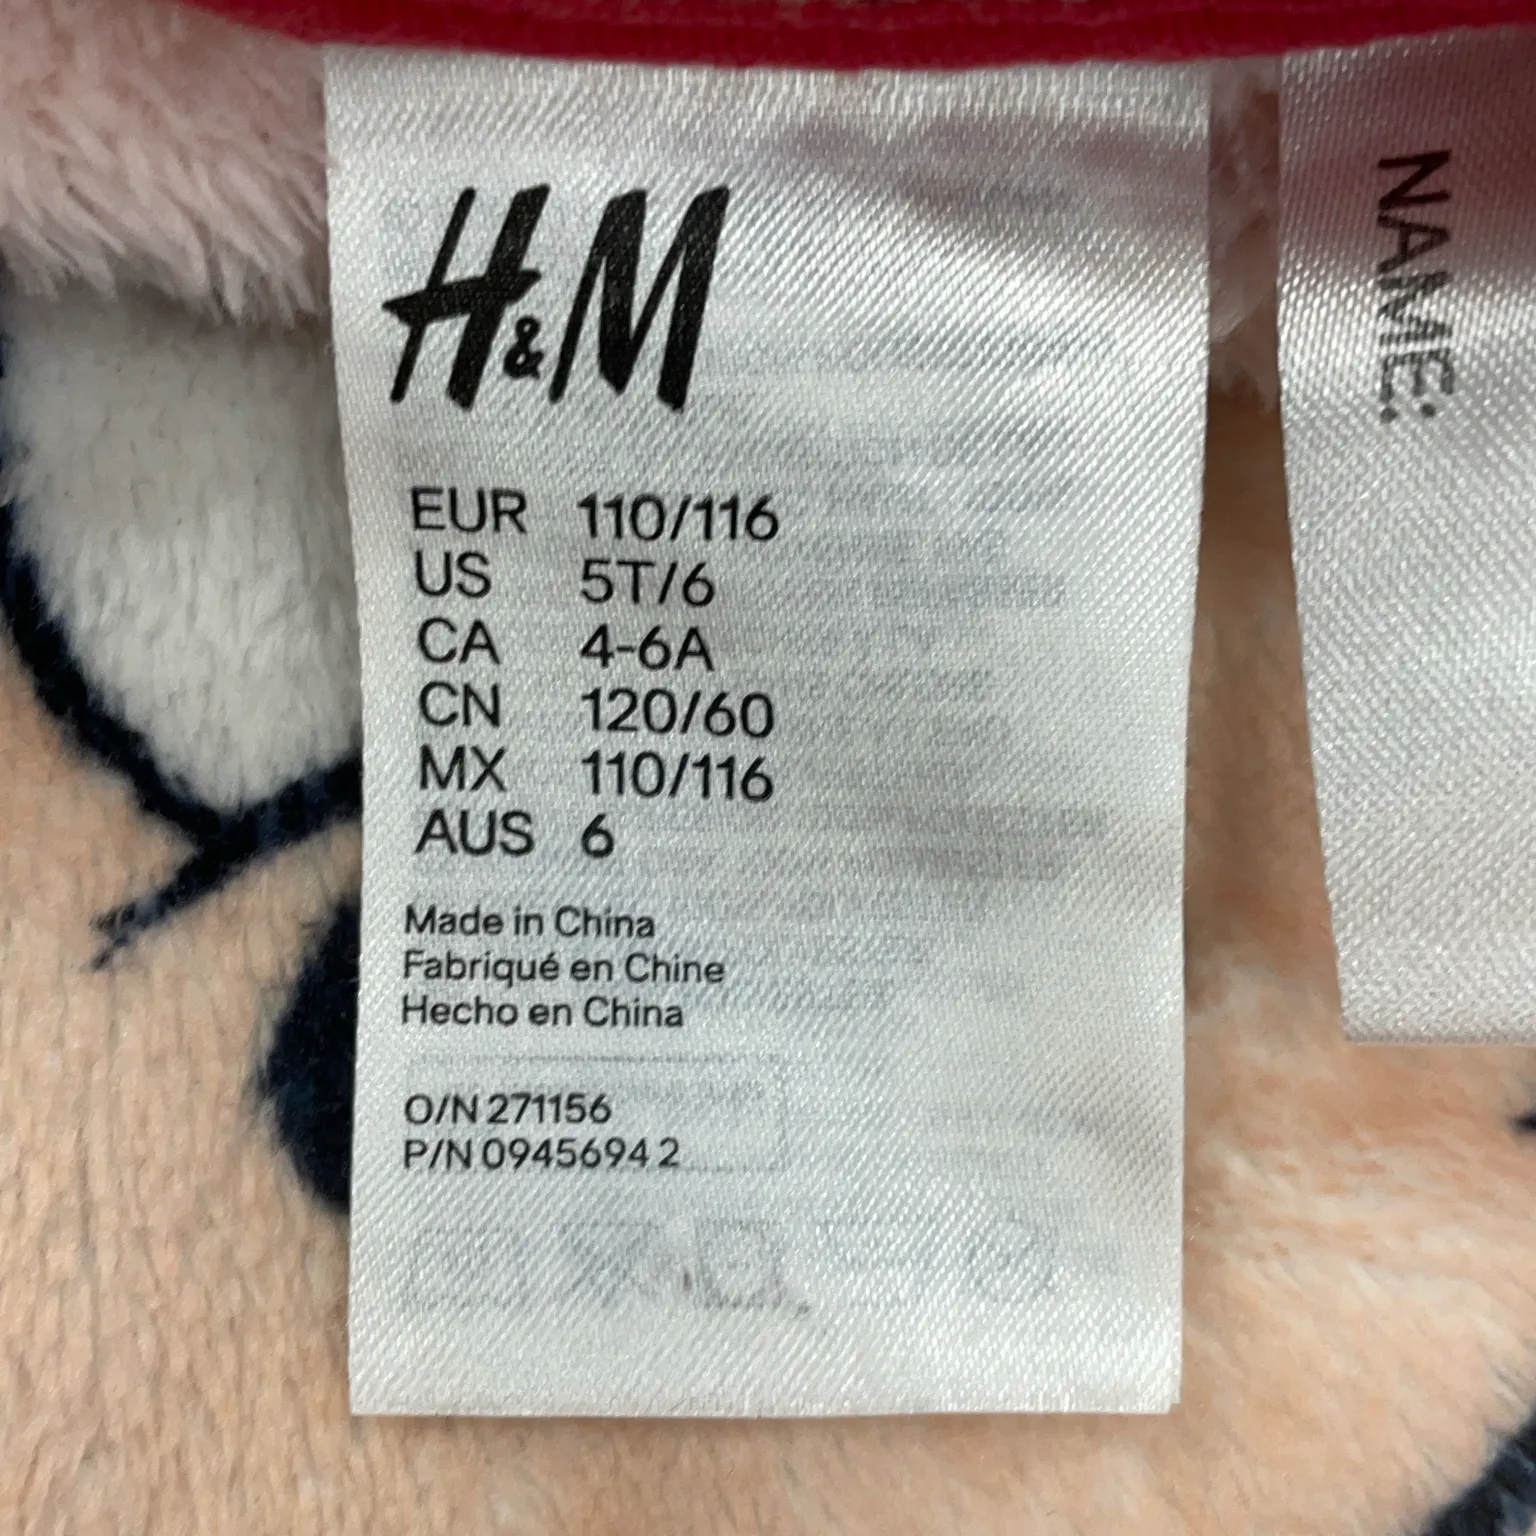 H&M
EUR 110/116
US 5T/6
CA 4-6A
CN 120/60
MX 110/116
AUS 6
Made in China
Fabriqué en Chine
Hecho en China
O/N 271156
P/N 0945694 2
NAME: